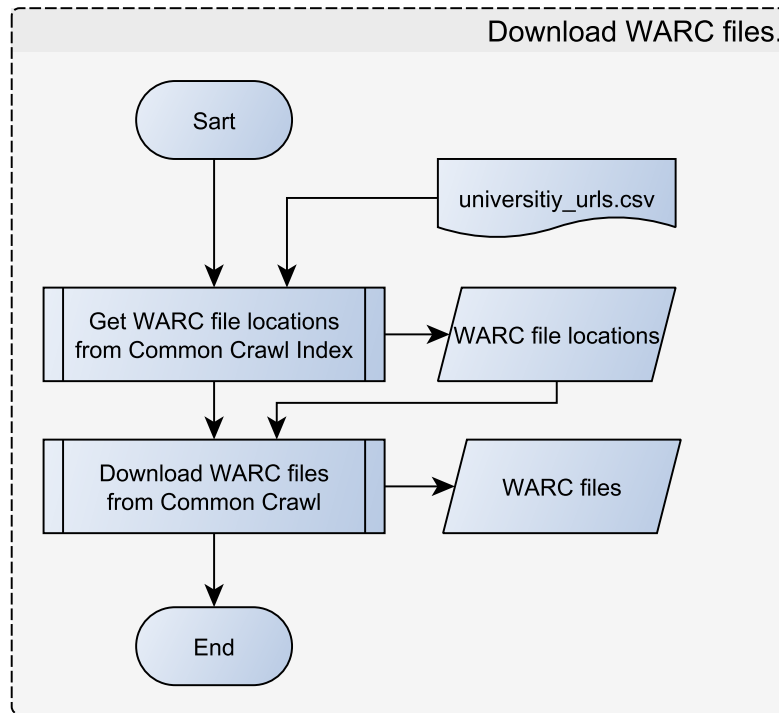 Download WARC files.
Sart
universitiy_urls.csv
Get WARC file locations
from Common Crawl Index
WARC file locations
Download WARC files
from Common Crawl
WARC files
End